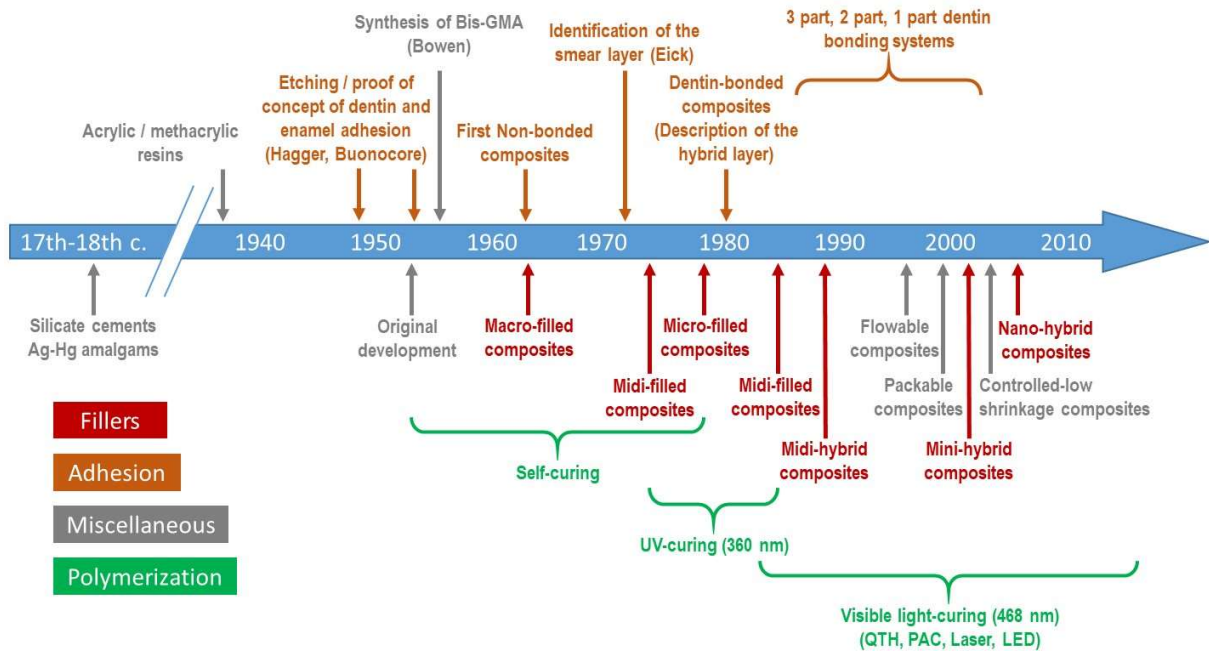 Synthesis of Bis-GMA
(Bowen)
Identification of the
smear layer (Eick)
3 part, 2 part, 1 part dentin
bonding systems
Etching / proof of
concept of dentin and
enamel adhesion
(Hagger, Buonocore)
Dentin-bonded
composites
(Description of the
hybrid layer)
Acrylic / methacrylic
resins
First Non-bonded
composites
17th-18th c.
1940
1950
1960
1970
1980
1990
2000
2010
Silicate cements
Ag-Hg amalgams
Original
development
Macro-filled
composites
Midi-filled
composites
Micro-filled
composites
Midi-filled
composites
Midi-hybrid
composites
Flowable
composites
Packable
composites
Mini-hybrid
composites
Controlled-low
shrinkage composites
Nano-hybrid
composites
Fillers
Adhesion
Miscellaneous
Polymerization
Self-curing
UV-curing (360 nm)
Visible light-curing (468 nm)
(QTH, PAC, Laser, LED)